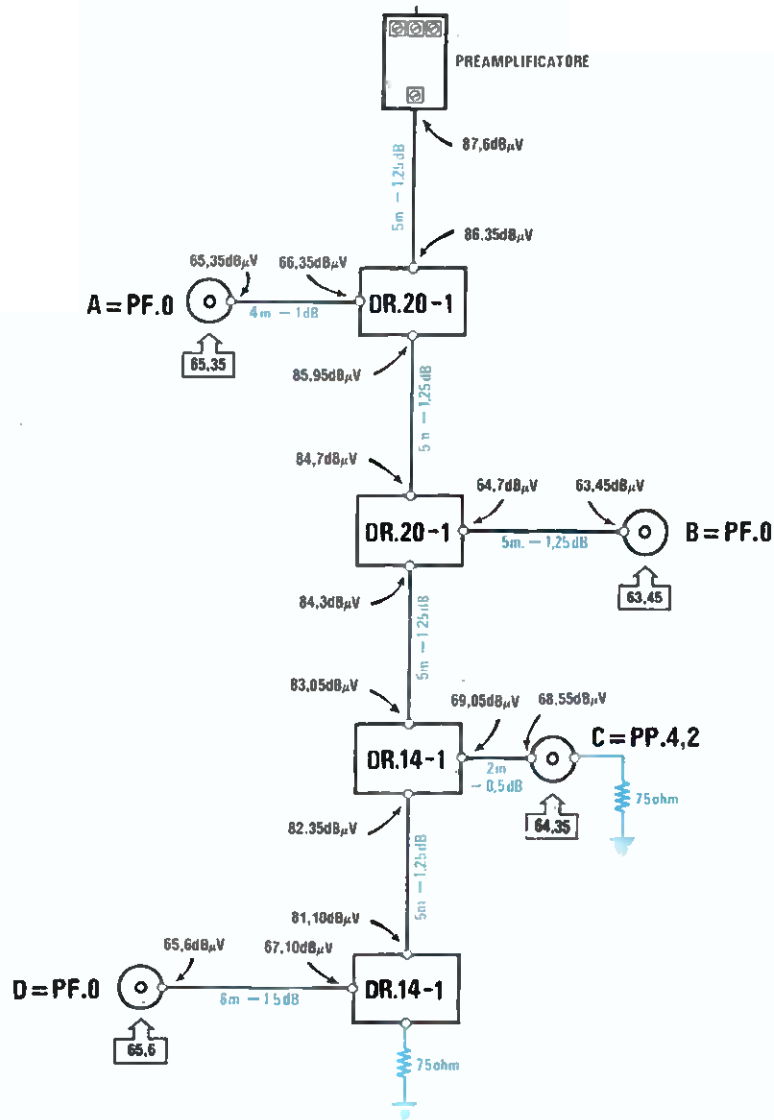 PREAMPLIFICATORE
87,6dBμV
5m – 1,25dB
86.35dBμV
65,35dBμV
66,35dBμV
A = PF.0
4m – 1dB
DR.20-1
65,35
85,95dBμV
5m – 1,25dB
84,7dBμV
64,7dBμV
63,45dBμV
DR.20-1
5m. – 1,25dB
B = PF.0
63,45
84,3dBμV
5m – 1.25dB
83,05dBμV
69,05dBμV
68,55dBμV
C = PP.4,2
DR.14-1
2m
- 0,5dB
75ohm
64,35
82.35dBμV
5m – 1,25dB
81,10dBμV
65,6dBμV
67,10dBμV
D = PF.0
6m – 15dB
DR.14-1
65,6
75ohm